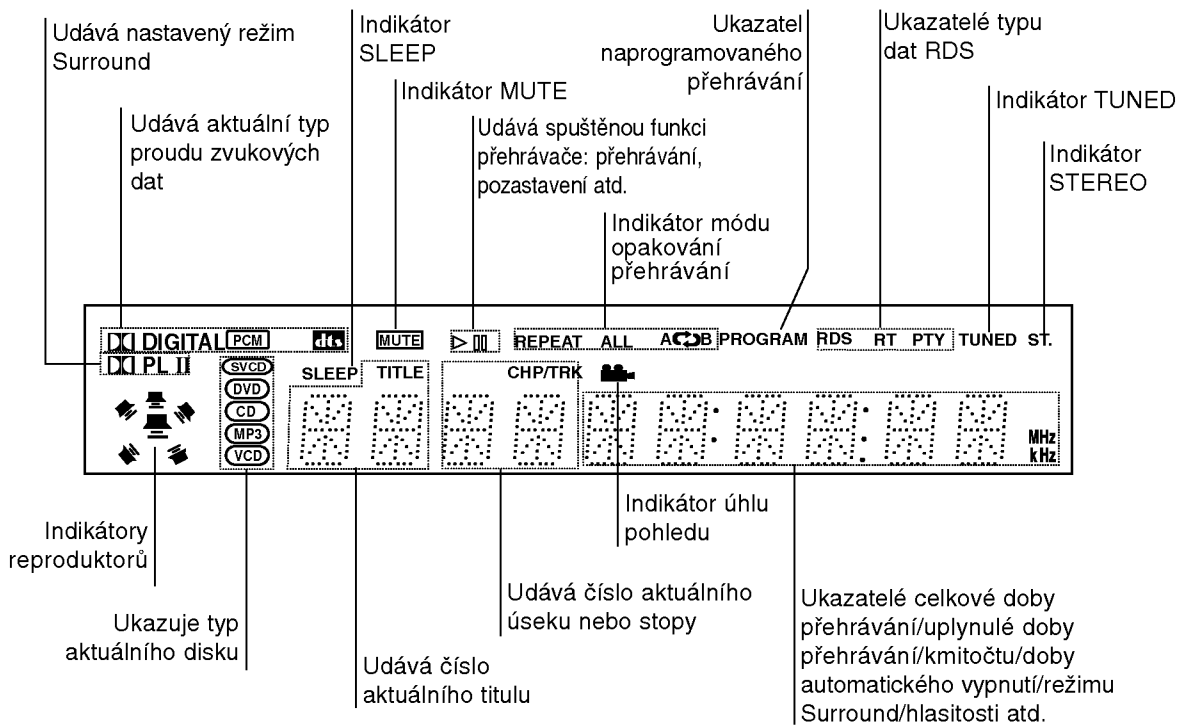 Udává nastavený režim
Surround
Indikátor
SLEEP
Ukazatel
naprogramovaného
přehrávání
Ukazatelé typu
dat RDS
Indikátor MUTE
Indikátor TUNED
Udává aktuální typ
proudu zvukových
dat
Udává spuštěnou funkci
přehrávače: přehrávání,
pozastavení atd.
Indikátor
STEREO
Indikátor módu
opakování
přehrávání
DIGITAL PCM dts MUTE REPEAT ALL A B PROGRAM RDS RT PTY TUNED ST.
PL II SVCD SLEEP TITLE CHP/TRK
DVD
CD
MP3
VCD
MHz
kHz
Indikátory
reproduktorů
Indikátor úhlu
pohledu
Ukazuje typ
aktuálního disku
Udává číslo
aktuálního titulu
Udává číslo aktuálního
úseku nebo stopy
Ukazatelé celkové doby
přehrávání/uplynulé doby
přehrávání/kmitočtu/doby
automatického vypnutí/režimu
Surround/hlasitosti atd.